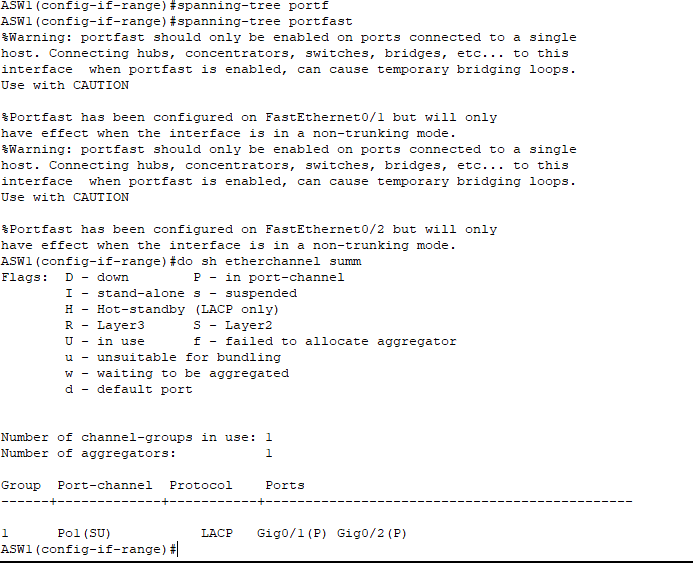 ASW1(config-if-range)#spanning-tree portf
ASW1(config-if-range)#spanning-tree portfast
%Warning: portfast should only be enabled on ports connected to a single
host. Connecting hubs, concentrators, switches, bridges, etc... to this
interface  when portfast is enabled, can cause temporary bridging loops.
Use with CAUTION

%Portfast has been configured on FastEthernet0/1 but will only
have effect when the interface is in a non-trunking mode.
%Warning: portfast should only be enabled on ports connected to a single
host. Connecting hubs, concentrators, switches, bridges, etc... to this
interface  when portfast is enabled, can cause temporary bridging loops.
Use with CAUTION

%Portfast has been configured on FastEthernet0/2 but will only
have effect when the interface is in a non-trunking mode.
ASW1(config-if-range)#do sh etherchannel summ
Flags:  D - down        P - in port-channel
        I - stand-alone s - suspended
        H - Hot-standby (LACP only)
        R - Layer3      S - Layer2
        U - in use      f - failed to allocate aggregator
        u - unsuitable for bundling
        w - waiting to be aggregated
        d - default port

Number of channel-groups in use: 1
Number of aggregators:           1

Group  Port-channel  Protocol    Ports
------+-------------+-----------+----------------------------------------------

1      Po1(SU)           LACP   Gig0/1(P) Gig0/2(P)
ASW1(config-if-range)#